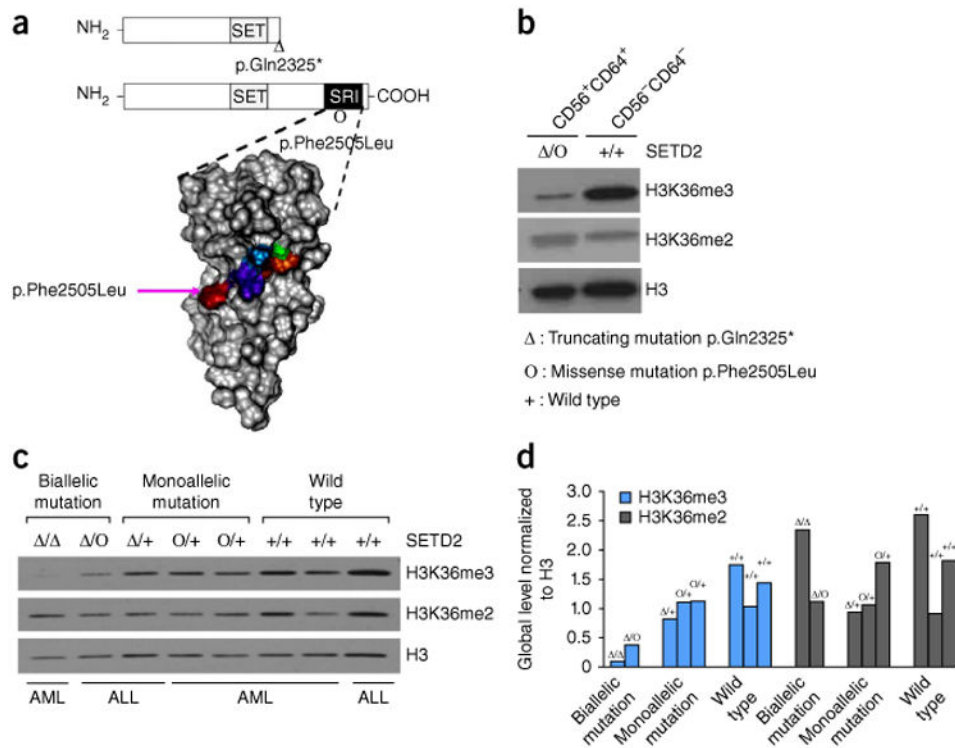 a
NH2 SET
Δ
p.Gln2325*
NH2 SET SRI COOH
O
p.Phe2505Leu
p.Phe2505Leu
b
CD56+CD64+ CD56−CD64−
Δ/O +/+ SETD2
H3K36me3
H3K36me2
H3
Δ : Truncating mutation p.Gln2325*
O : Missense mutation p.Phe2505Leu
+ : Wild type
c
Biallelic mutation Monoallelic mutation Wild type
Δ/Δ Δ/O Δ/+ O/+ O/+ +/+ +/+ +/+ SETD2
H3K36me3
H3K36me2
H3
AML ALL AML ALL
d
Global level normalized to H3
3.0
2.5
2.0
1.5
1.0
0.5
0
H3K36me3
H3K36me2
Δ/Δ Δ/O Δ/+ O/+ O/+ +/+ +/+ +/+ Δ/Δ Δ/O Δ/+ O/+ O/+ +/+ +/+ +/+
Biallelic mutation
Monoallelic mutation
Wild type
Biallelic mutation
Monoallelic mutation
Wild type